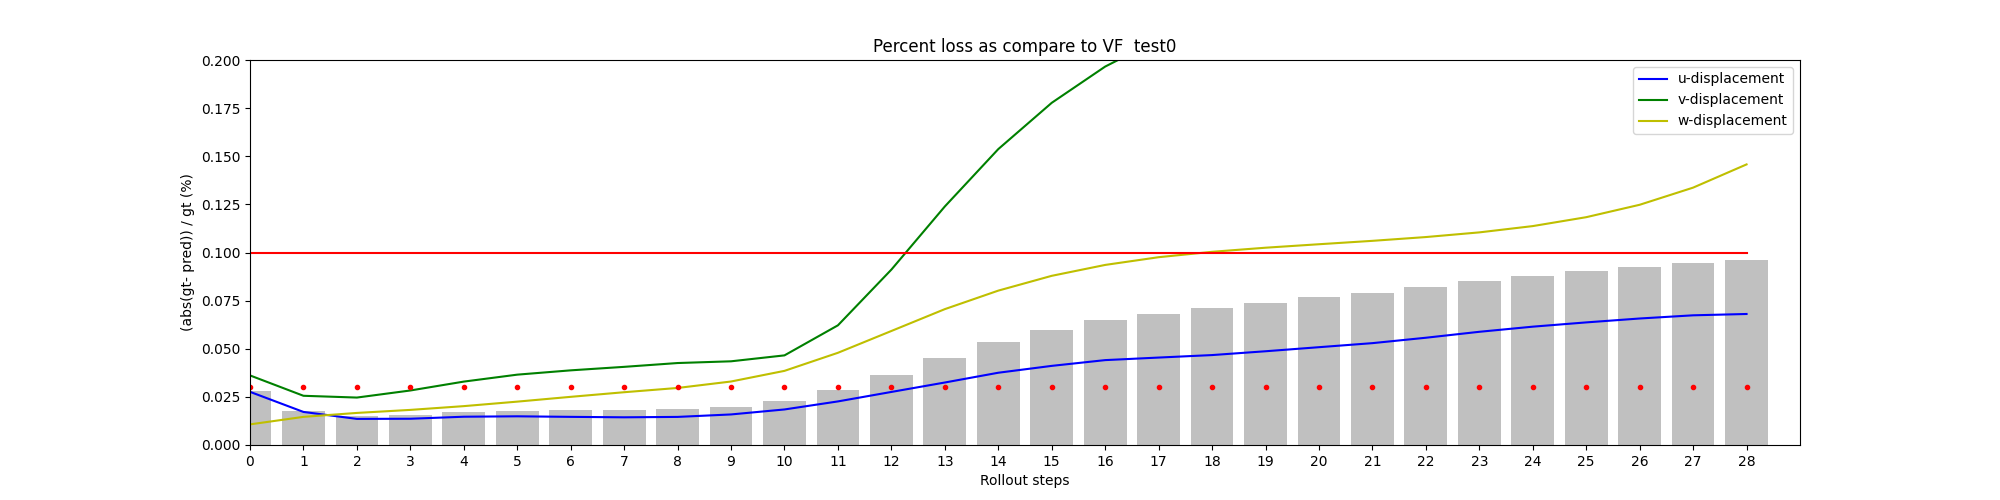 Percent loss as compare to VF  test0
0.200
0.175
0.150
0.125
0.100
0.075
0.050
0.025
0.000
(abs(gt- pred)) / gt (%)
u-displacement
v-displacement
w-displacement
0 1 2 3 4 5 6 7 8 9 10 11 12 13 14 15 16 17 18 19 20 21 22 23 24 25 26 27 28
Rollout steps